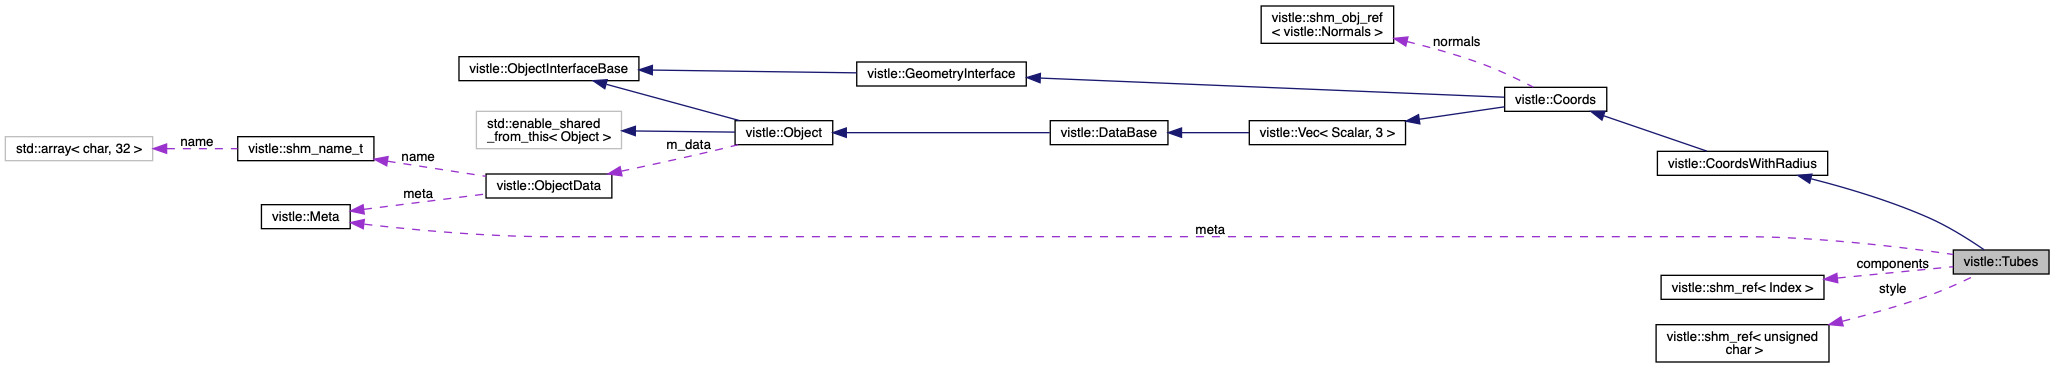 vistle::shm_obj_ref
< vistle::Normals >
normals
vistle::ObjectInterfaceBase
vistle::GeometryInterface
vistle::Coords
std::enable_shared
_from_this< Object >
vistle::Object
vistle::DataBase
vistle::Vec< Scalar, 3 >
std::array< char, 32 >
name
vistle::shm_name_t
name
m_data
vistle::CoordsWithRadius
vistle::ObjectData
meta
vistle::Meta
meta
vistle::Tubes
components
vistle::shm_ref< Index >
style
vistle::shm_ref< unsigned
char >